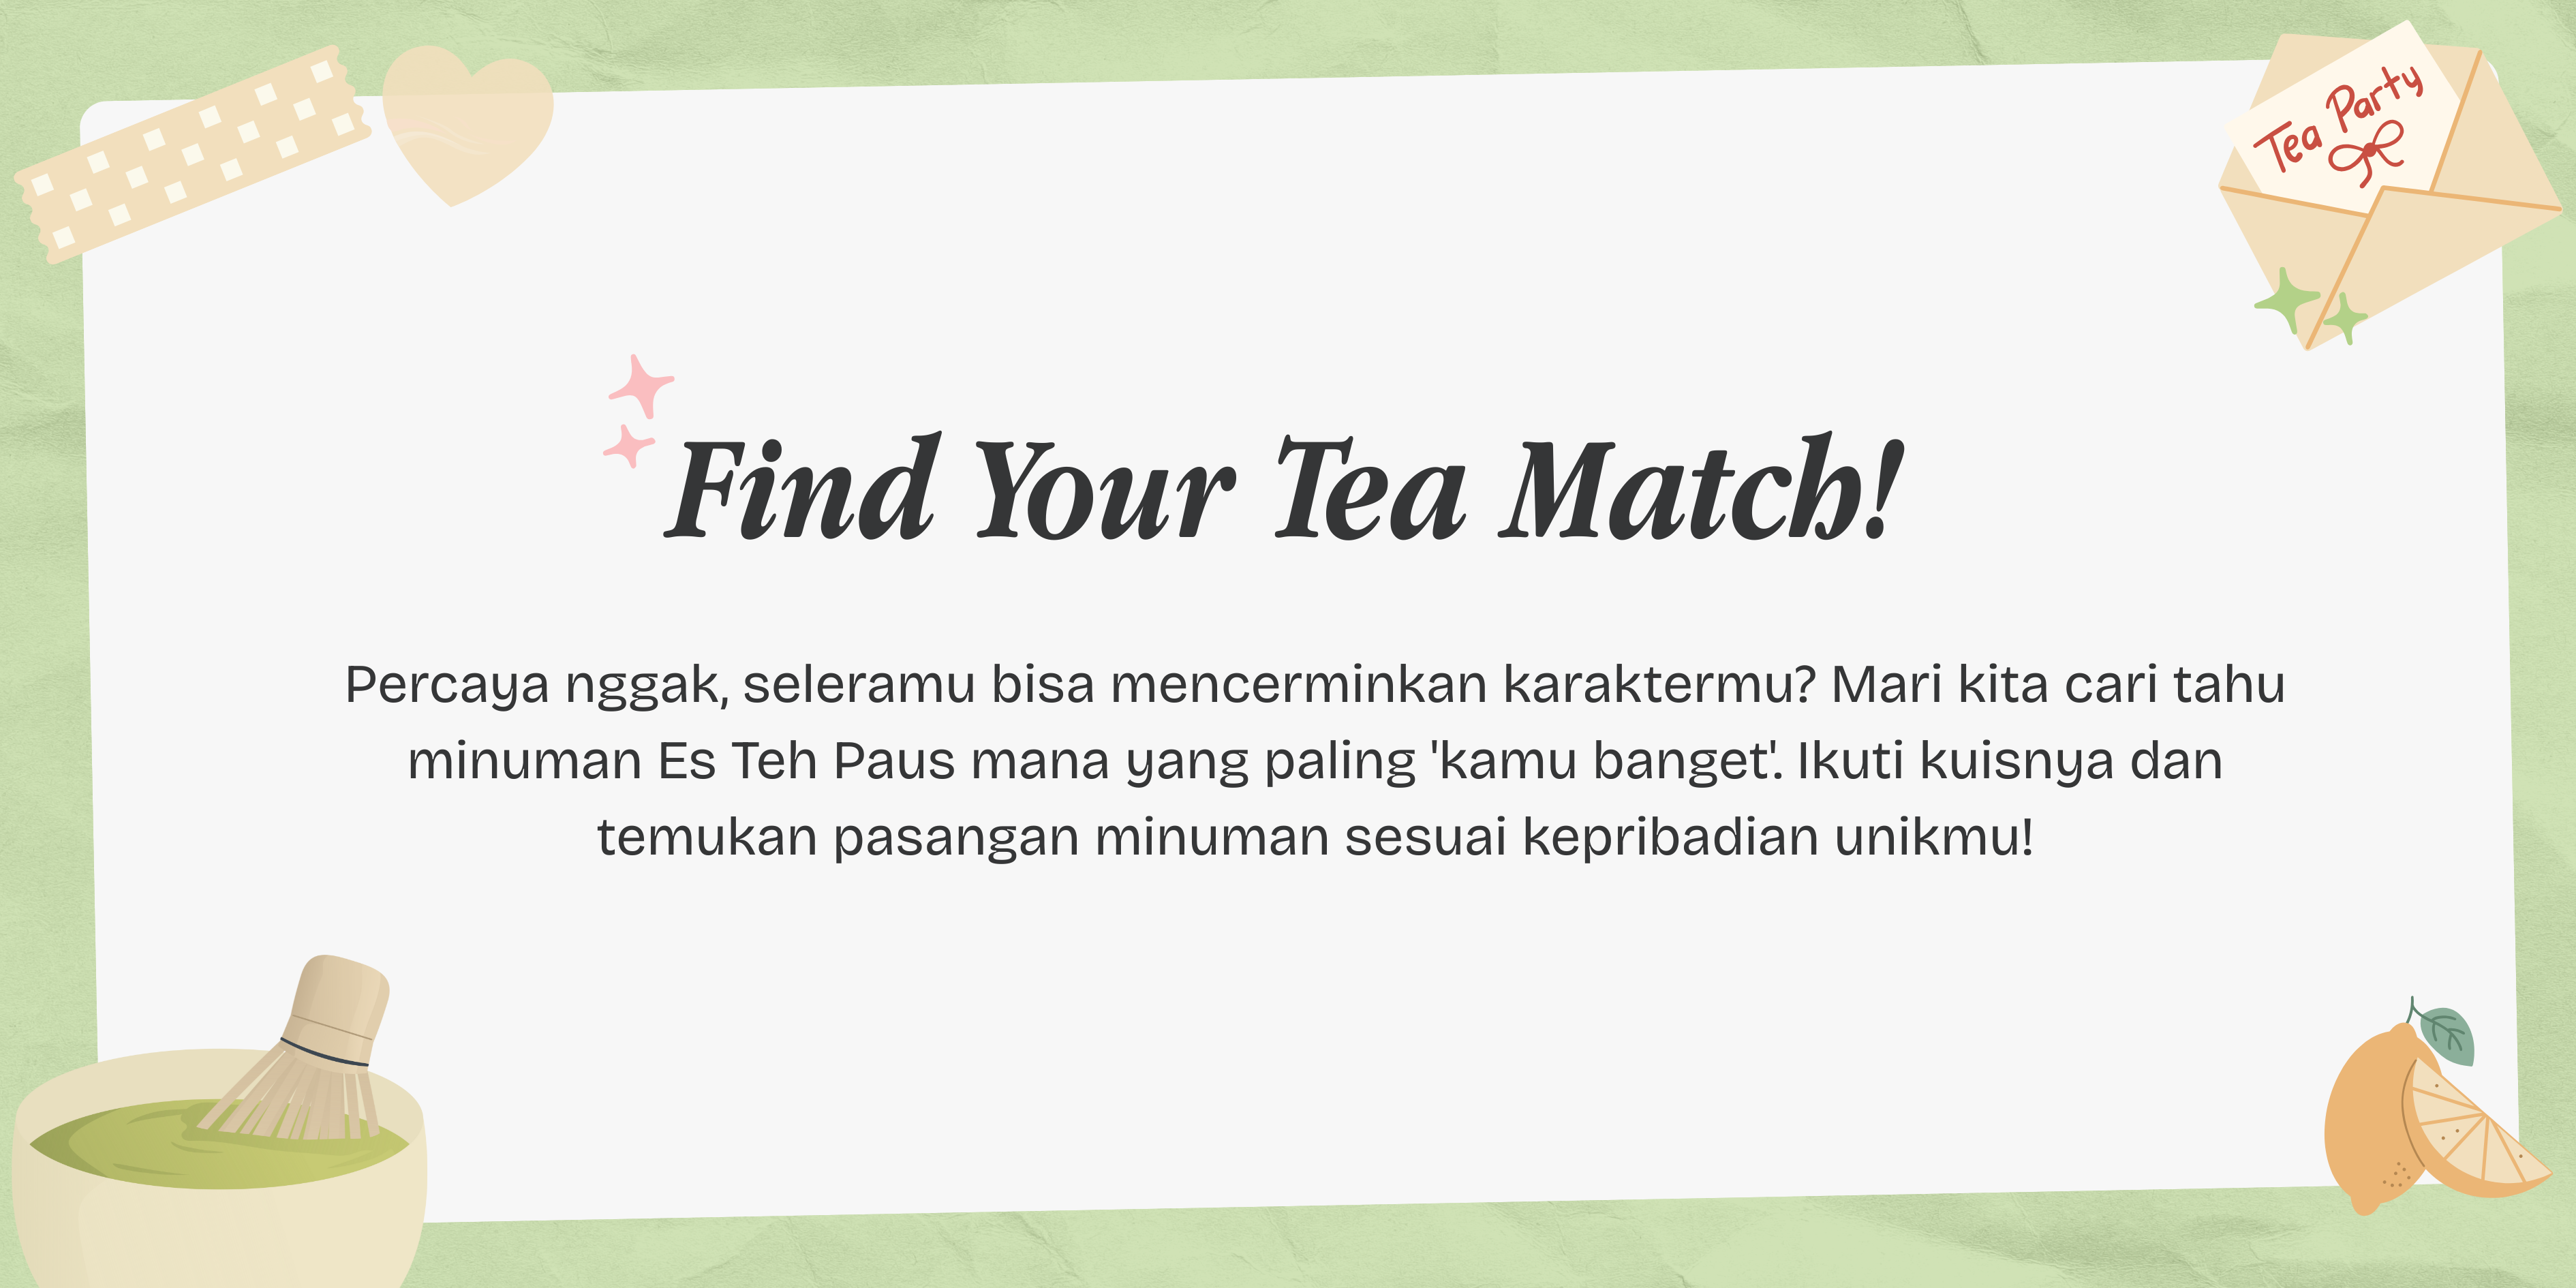 Tea Party
Find Your Tea Match!
Percaya nggak, seleramu bisa mencerminkan karaktermu? Mari kita cari tahu
minuman Es Teh Paus mana yang paling 'kamu banget'. Ikuti kuisnya dan
temukan pasangan minuman sesuai kepribadian unikmu!